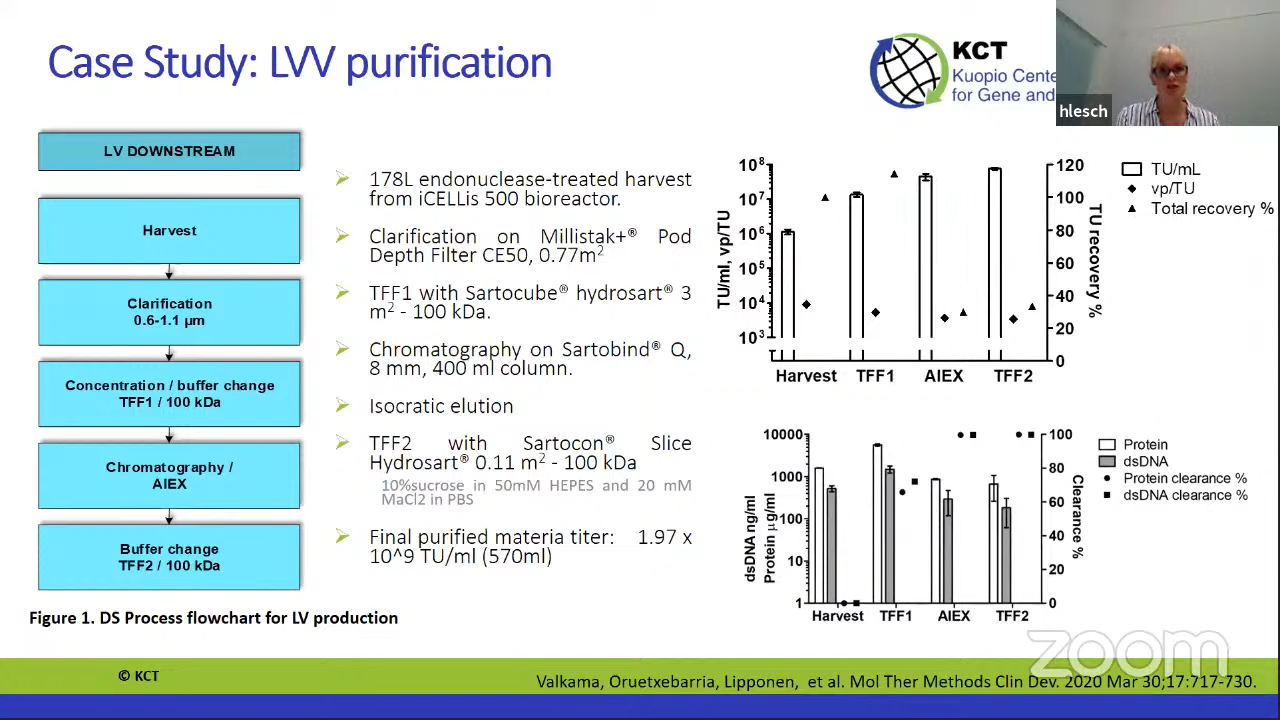 Case Study: LVV purification
KCT
Kuopio Cente
for Gene and
hlesch
LV DOWNSTREAM
Harvest
Clarification
0.6-1.1 µm
Concentration / buffer change
TFF1 / 100 kDa
Chromatography /
AIEX
Buffer change
TFF2 / 100 kDa
Figure 1. DS Process flowchart for LV production
178L endonuclease-treated harvest
from iCELLis 500 bioreactor.
Clarification on Millistak+® Pod
Depth Filter CE50, 0.77m²
TFF1 with Sartocube® hydrosart® 3
m² - 100 kDa.
Chromatography on Sartobind® Q,
8 mm, 400 ml column.
Isocratic elution
TFF2 with Sartocon® Slice
Hydrosart® 0.11 m² - 100 kDa
10%sucrose in 50mM HEPES and 20 mM
MaCl2 in PBS
Final purified materia titer: 1.97 x
10^9 TU/ml (570ml)
TU/ml, vp/TU
10⁸
10⁷
10⁶
10⁵
10⁴
10³
120
100
80
60
40
20
0
TU recovery %
Harvest TFF1 AIEX TFF2
TU/mL
vp/TU
Total recovery %
dsDNA ng/ml
Protein µg/ml
10000
1000
100
10
1
100
80
60
40
20
0
Clearance %
Harvest TFF1 AIEX TFF2
Protein
dsDNA
Protein clearance %
dsDNA clearance %
zoom
© KCT
Valkama, Oruetxebarria, Lipponen, et al. Mol Ther Methods Clin Dev. 2020 Mar 30;17:717-730.